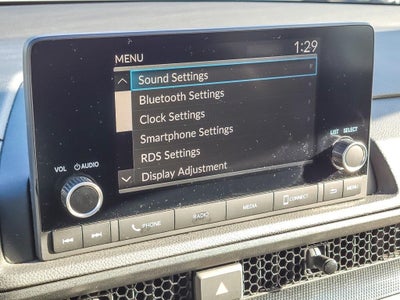 MENU 1:29
Sound Settings
Bluetooth Settings
Clock Settings
Smartphone Settings
RDS Settings
Display Adjustment
VOL AUDIO
LIST SELECT
PHONE RADIO MEDIA CONNECT MENU